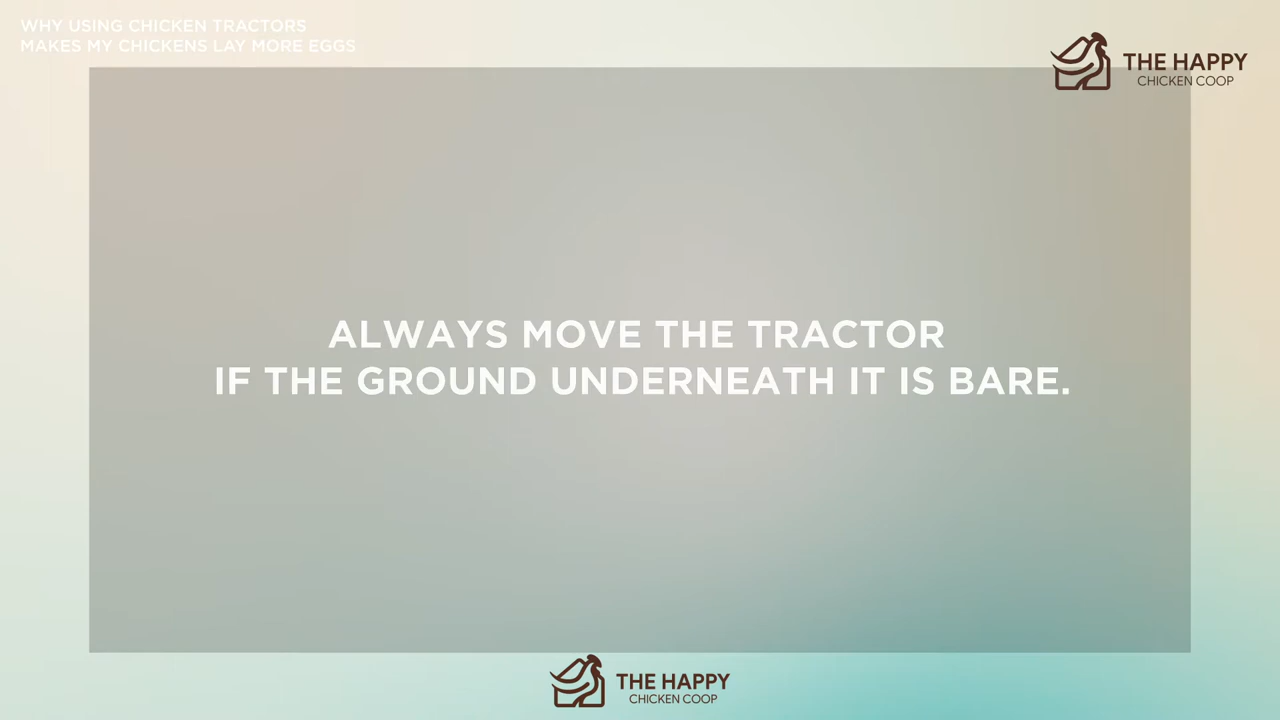 WHY USING CHICKEN TRACTORS
MAKES MY CHICKENS LAY MORE EGGS
THE HAPPY
CHICKEN COOP
ALWAYS MOVE THE TRACTOR
IF THE GROUND UNDERNEATH IT IS BARE.
THE HAPPY
CHICKEN COOP